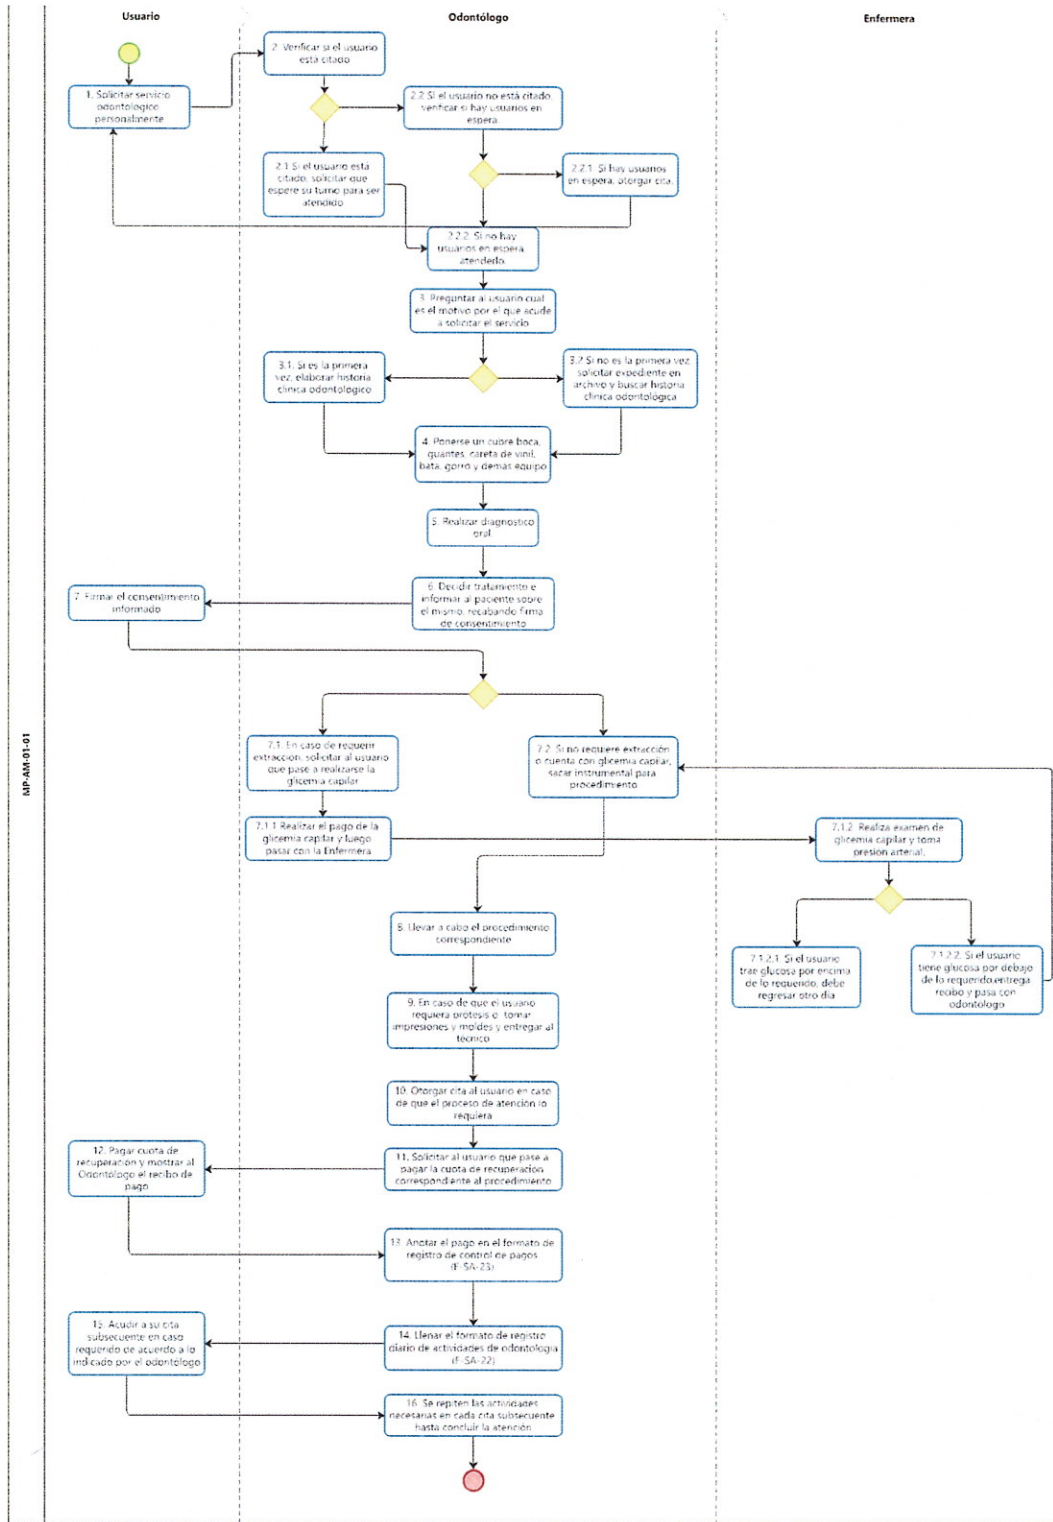 Usuario
Odontólogo
Enfermera
MP-AM-01-01
1. Solicitar servicio
odontologico
personalmente
2. Verificar si el usuario
está citado
2.2 Si el usuario no está citado,
verificar si hay usuarios en
espera.
2.1 Si el usuario está
citado, solicitar que
espere su turno para ser
atendido
2.2.1. Si hay usuarios
en espera, otorgar cita.
2.2.2. Si no hay
usuarios en espera,
atenderlo.
3. Preguntar al usuario cual
es el motivo por el que acude
a solicitar el servicio
3.1. Si es la primera
vez, elaborar historia
clinica odontologico
3.2 Si no es la primera vez,
solicitar expediente en
archivo y buscar historia
clinica odontológica
4. Ponerse un cubre boca,
guantes, careta de vinil,
bata, gorro y demas equipo
5. Realizar diagnostico
oral.
6. Decidir tratamiento e
informar al paciente sobre
el mismo, recabando firma
de consentimiento
7. Firmar el consentimiento
informado
7.1. En caso de requerir
extracción, solicitar al usuario
que pase a realizarse la
glicemia capilar
7.2. Si no requiere extracción
o cuenta con glicemia capilar,
sacar instrumental para
procedimiento
7.1.1 Realizar el pago de la
glicemia capilar y luego
pasar con la Enfermera
7.1.2. Realiza examen de
glicemia capilar y toma
presion arterial.
7.1.2.1. Si el usuario
trae glucosa por encima
de lo requerido, debe
regresar otro dia
7.1.2.2. Si el usuario
tiene glucosa por debajo
de lo requerido,entrega
recibo y pasa con
odontologo
8. Llevar a cabo el procedimiento
correspondiente
9. En caso de que el usuario
requiera protesis o tomar
impresiones y moldes y entregar al
técnico
10. Otorgar cita al usuario en caso
de que el proceso de atención lo
requiera
11. Solicitar al usuario que pase a
pagar la cuota de recuperacion
correspondiente al procedimiento
12. Pagar cuota de
recuperación y mostrar al
Odontólogo el recibo de
pago
13. Anotar el pago en el formato de
registro de control de pagos
(F-SA-23)
14. Llenar el formato de registro
diario de actividades de odontologia
(F-SA-22)
15. Acudir a su cita
subsecuente en caso
requerido de acuerdo a lo
indicado por el odontólogo
16. Se repiten las actividades
necesarias en cada cita subsecuente
hasta concluir la atención